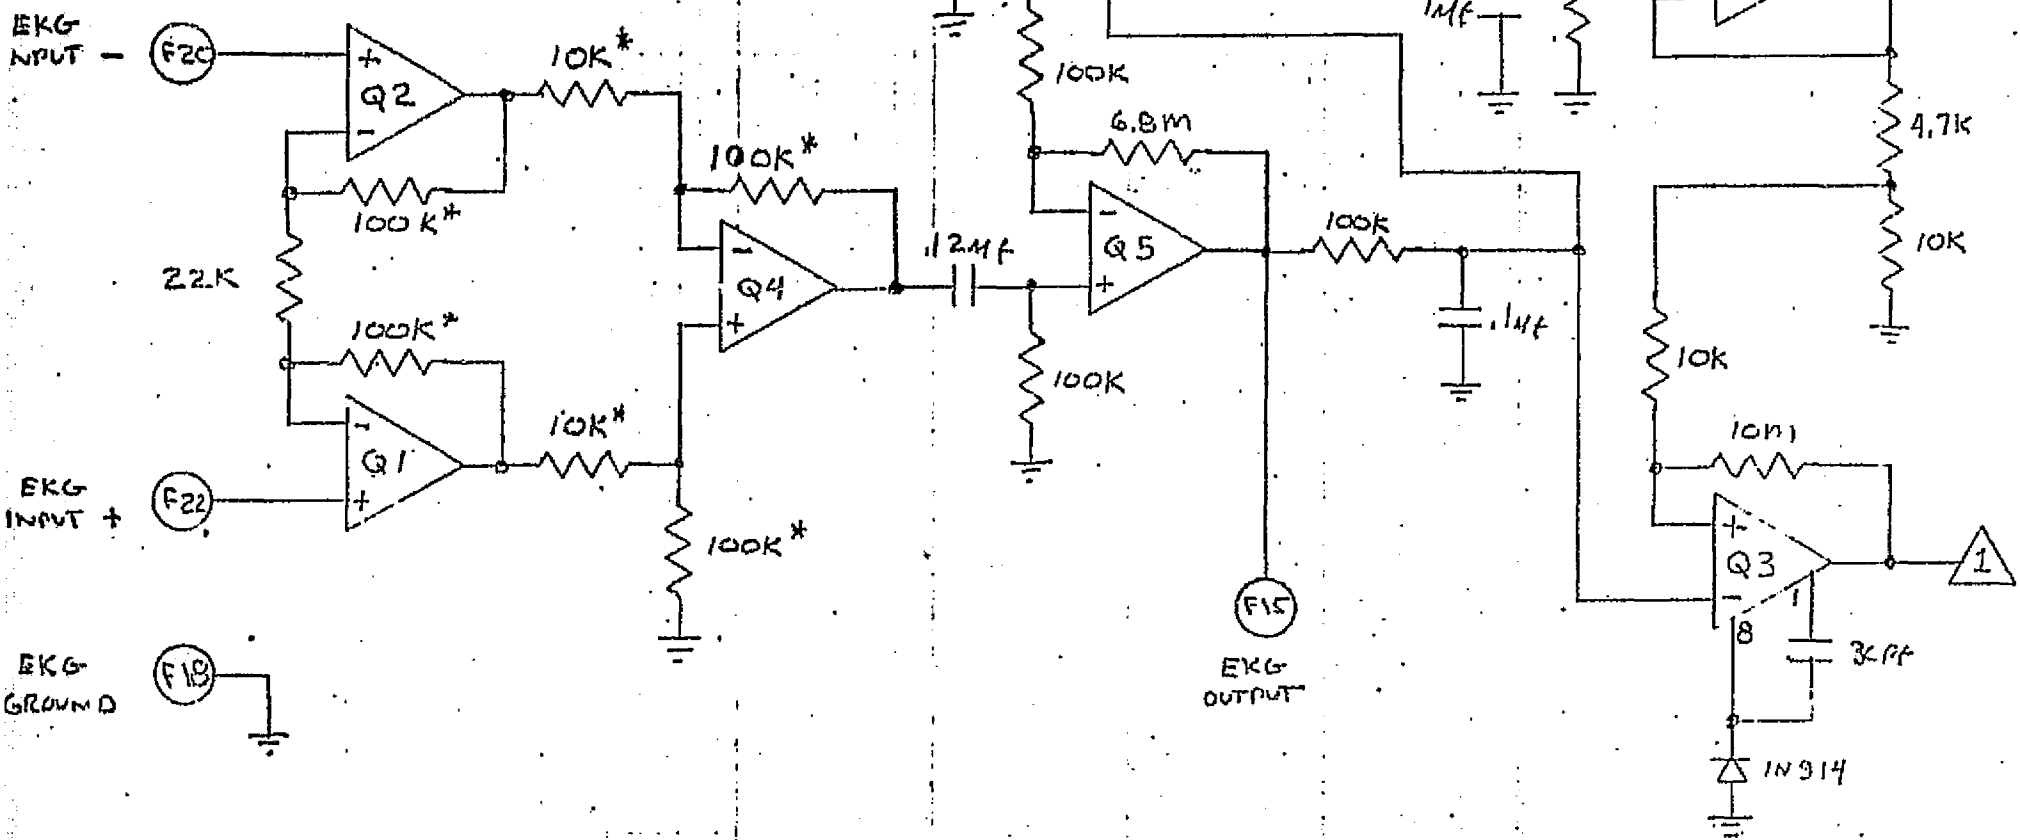 EKG
INPUT -
F20
+
Q2
-
10K*
100K*
22K
100K*
-
Q1
+
10K*
EKG
INPUT +
F22
100K*
EKG
GROUND
F18
100K*
-
Q4
+
.12Mf
100K
6.8M
-
Q5
+
100K
100K
.1Mf
F15
EKG
OUTPUT
1Mf
4.7K
10K
10K
10M
+
Q3
-
1
8
1N914
1